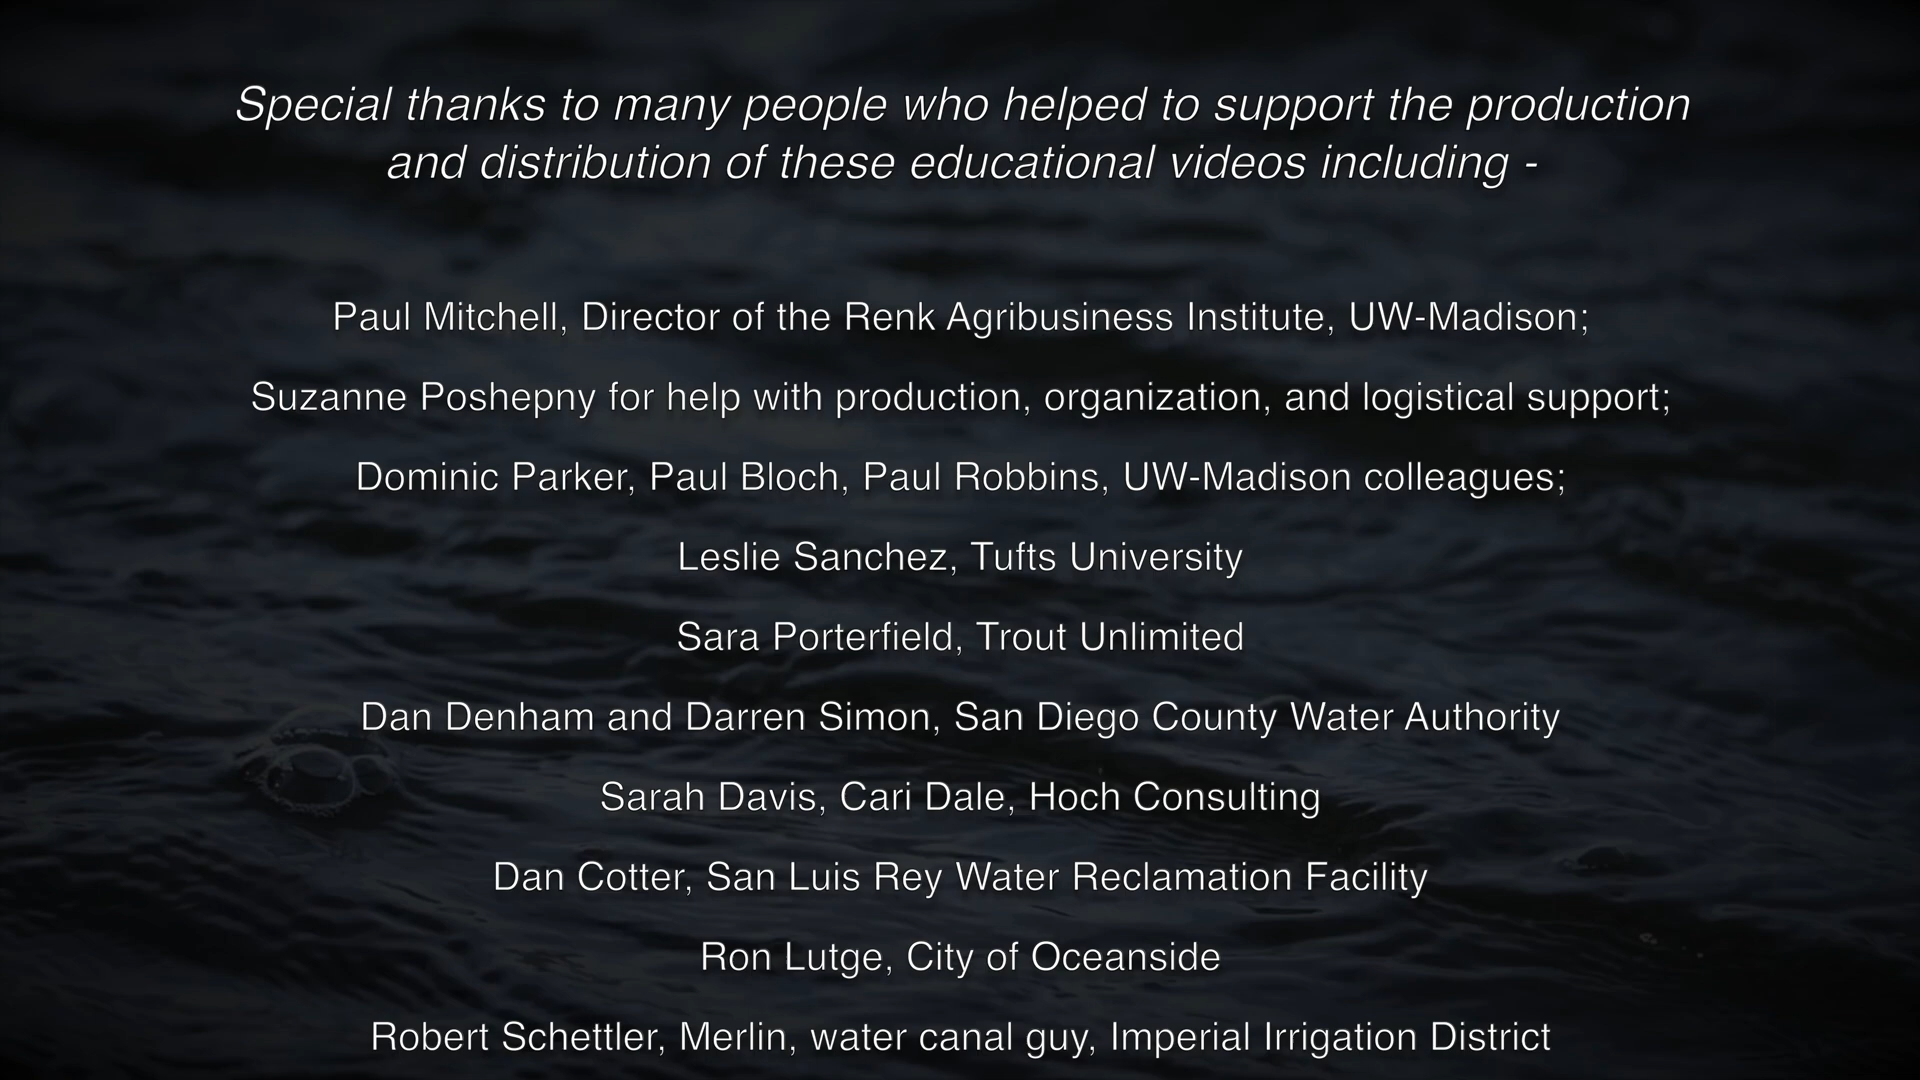 Special thanks to many people who helped to support the production
and distribution of these educational videos including -
Paul Mitchell, Director of the Renk Agribusiness Institute, UW-Madison;
Suzanne Poshepny for help with production, organization, and logistical support;
Dominic Parker, Paul Bloch, Paul Robbins, UW-Madison colleagues;
Leslie Sanchez, Tufts University
Sara Porterfield, Trout Unlimited
Dan Denham and Darren Simon, San Diego County Water Authority
Sarah Davis, Cari Dale, Hoch Consulting
Dan Cotter, San Luis Rey Water Reclamation Facility
Ron Lutge, City of Oceanside
Robert Schettler, Merlin, water canal guy, Imperial Irrigation District